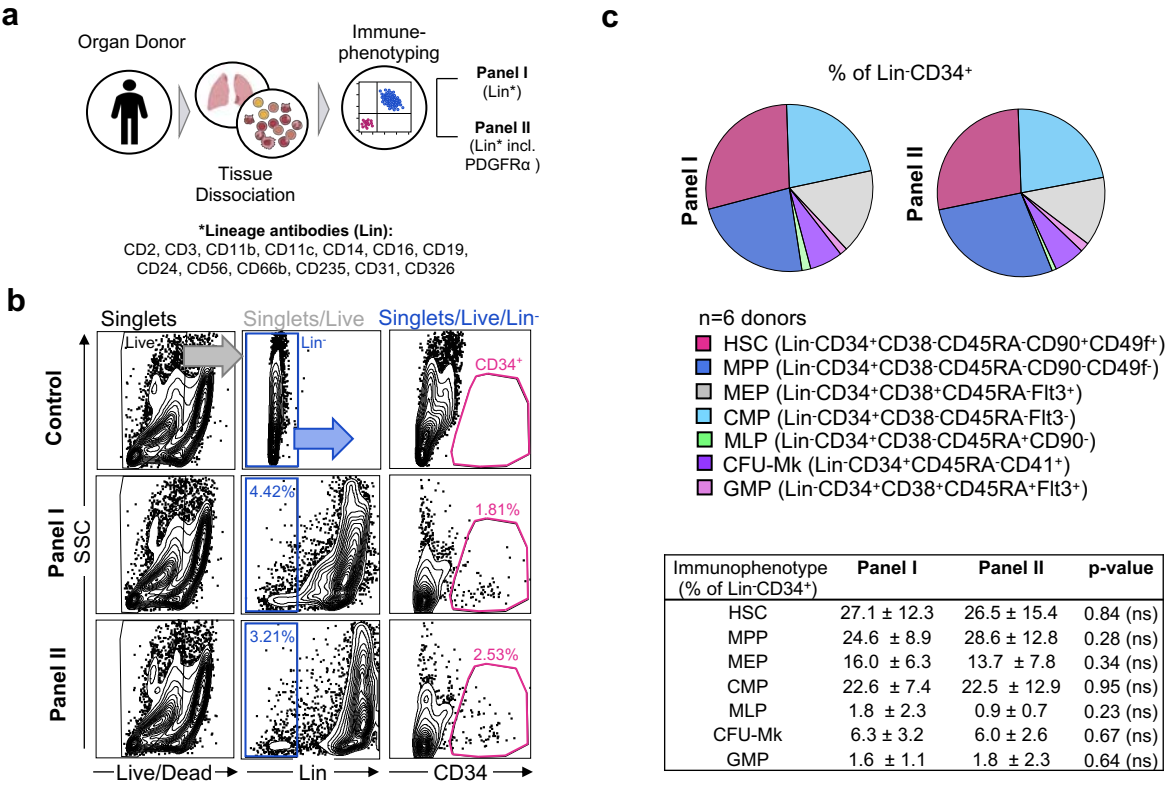 a
Organ Donor
Tissue
Dissociation
Immune-
phenotyping
Panel I
(Lin*)
Panel II
(Lin* incl.
PDGFRα )
*Lineage antibodies (Lin):
CD2, CD3, CD11b, CD11c, CD14, CD16, CD19,
CD24, CD56, CD66b, CD235, CD31, CD326
b
Singlets
Singlets/Live
Singlets/Live/Lin-
Control
Live
Lin-
CD34+
Panel I
4.42%
1.81%
SSC
Panel II
3.21%
2.53%
Live/Dead
Lin
CD34
c
% of Lin-CD34+
Panel I
Panel II
n=6 donors
HSC (Lin-CD34+CD38-CD45RA-CD90+CD49f+)
MPP (Lin-CD34+CD38-CD45RA-CD90-CD49f-)
MEP (Lin-CD34+CD38+CD45RA-Flt3+)
CMP (Lin-CD34+CD38-CD45RA-Flt3-)
MLP (Lin-CD34+CD38-CD45RA+CD90-)
CFU-Mk (Lin-CD34+CD45RA-CD41+)
GMP (Lin-CD34+CD38+CD45RA+Flt3+)
Immunophenotype (% of Lin-CD34+) Panel I Panel II p-value
HSC 27.1 ± 12.3 26.5 ± 15.4 0.84 (ns)
MPP 24.6 ± 8.9 28.6 ± 12.8 0.28 (ns)
MEP 16.0 ± 6.3 13.7 ± 7.8 0.34 (ns)
CMP 22.6 ± 7.4 22.5 ± 12.9 0.95 (ns)
MLP 1.8 ± 2.3 0.9 ± 0.7 0.23 (ns)
CFU-Mk 6.3 ± 3.2 6.0 ± 2.6 0.67 (ns)
GMP 1.6 ± 1.1 1.8 ± 2.3 0.64 (ns)